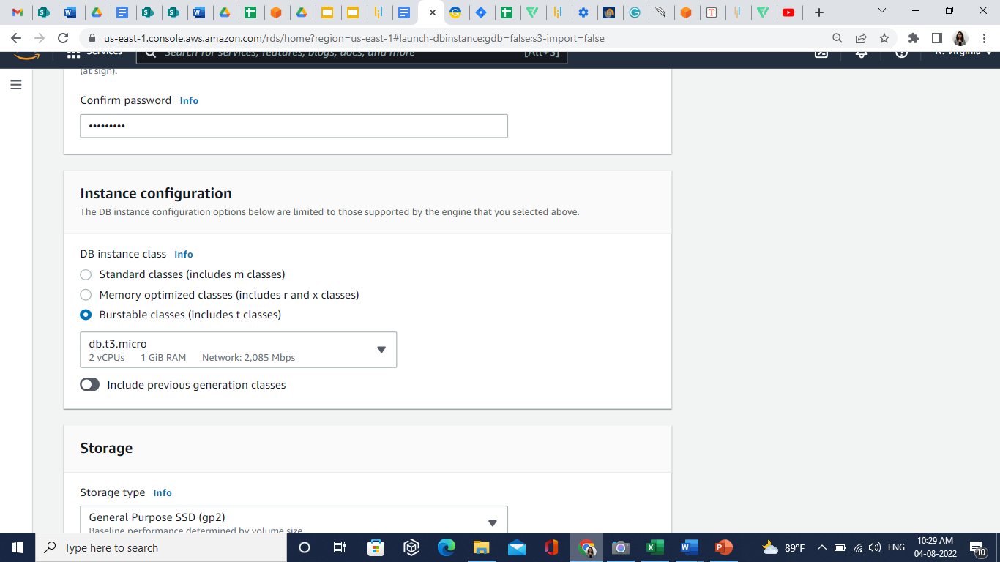 us-east-1.console.aws.amazon.com/rds/home?region=us-east-1#launch-dbinstance:gdb=false;s3-import=false
Services
Search for services, features, blogs, docs, and more
[Alt+S]
N. Virginia
(at sign).
Confirm password Info
•••••••••
Instance configuration
The DB instance configuration options below are limited to those supported by the engine that you selected above.
DB instance class Info
Standard classes (includes m classes)
Memory optimized classes (includes r and x classes)
Burstable classes (includes t classes)
db.t3.micro
2 vCPUs 1 GiB RAM Network: 2,085 Mbps
Include previous generation classes
Storage
Storage type Info
General Purpose SSD (gp2)
Baseline performance determined by volume size
Type here to search
89°F
ENG
10:29 AM
04-08-2022
10